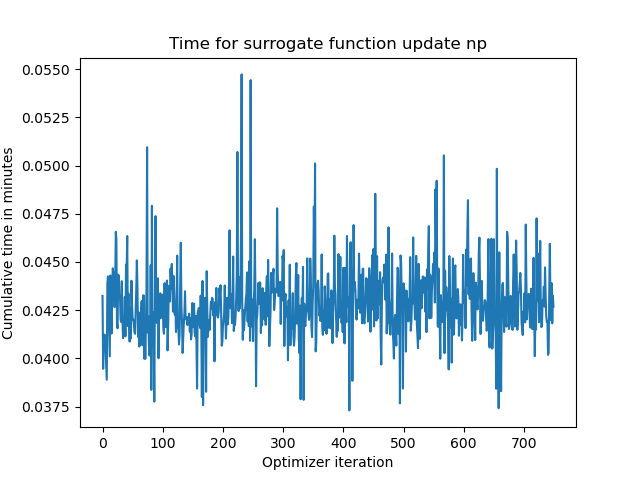 Time for surrogate function update np
Cumulative time in minutes
0.0550
0.0525
0.0500
0.0475
0.0450
0.0425
0.0400
0.0375
0 100 200 300 400 500 600 700
Optimizer iteration